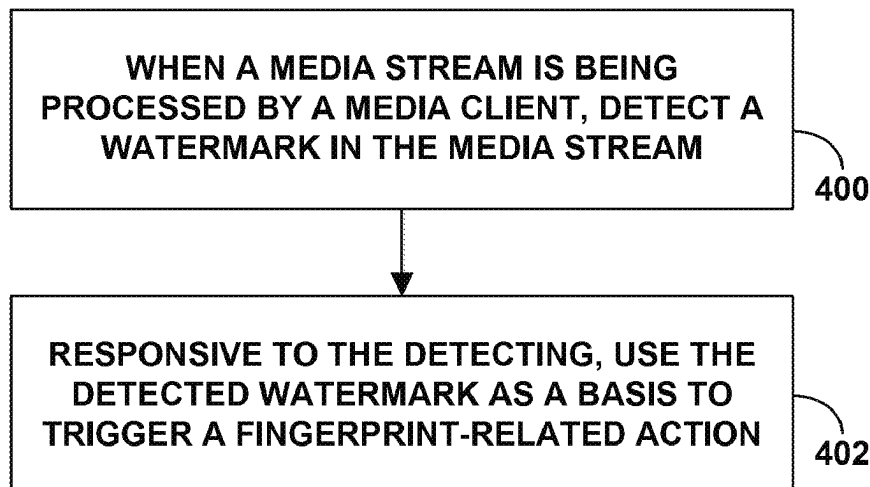 WHEN A MEDIA STREAM IS BEING
PROCESSED BY A MEDIA CLIENT, DETECT A
WATERMARK IN THE MEDIA STREAM
400
RESPONSIVE TO THE DETECTING, USE THE
DETECTED WATERMARK AS A BASIS TO
TRIGGER A FINGERPRINT-RELATED ACTION
402